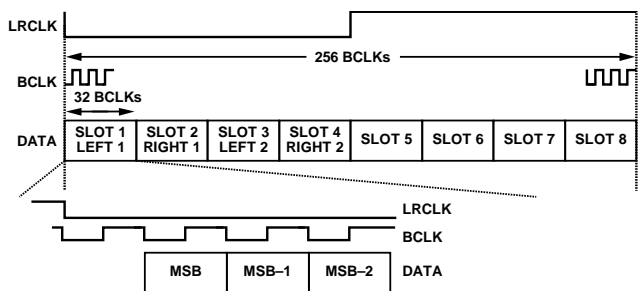 LRCLK
256 BCLKs
BCLK
32 BCLKs
DATA
SLOT 1
LEFT 1
SLOT 2
RIGHT 1
SLOT 3
LEFT 2
SLOT 4
RIGHT 2
SLOT 5
SLOT 6
SLOT 7
SLOT 8
LRCLK
BCLK
MSB
MSB–1
MSB–2
DATA